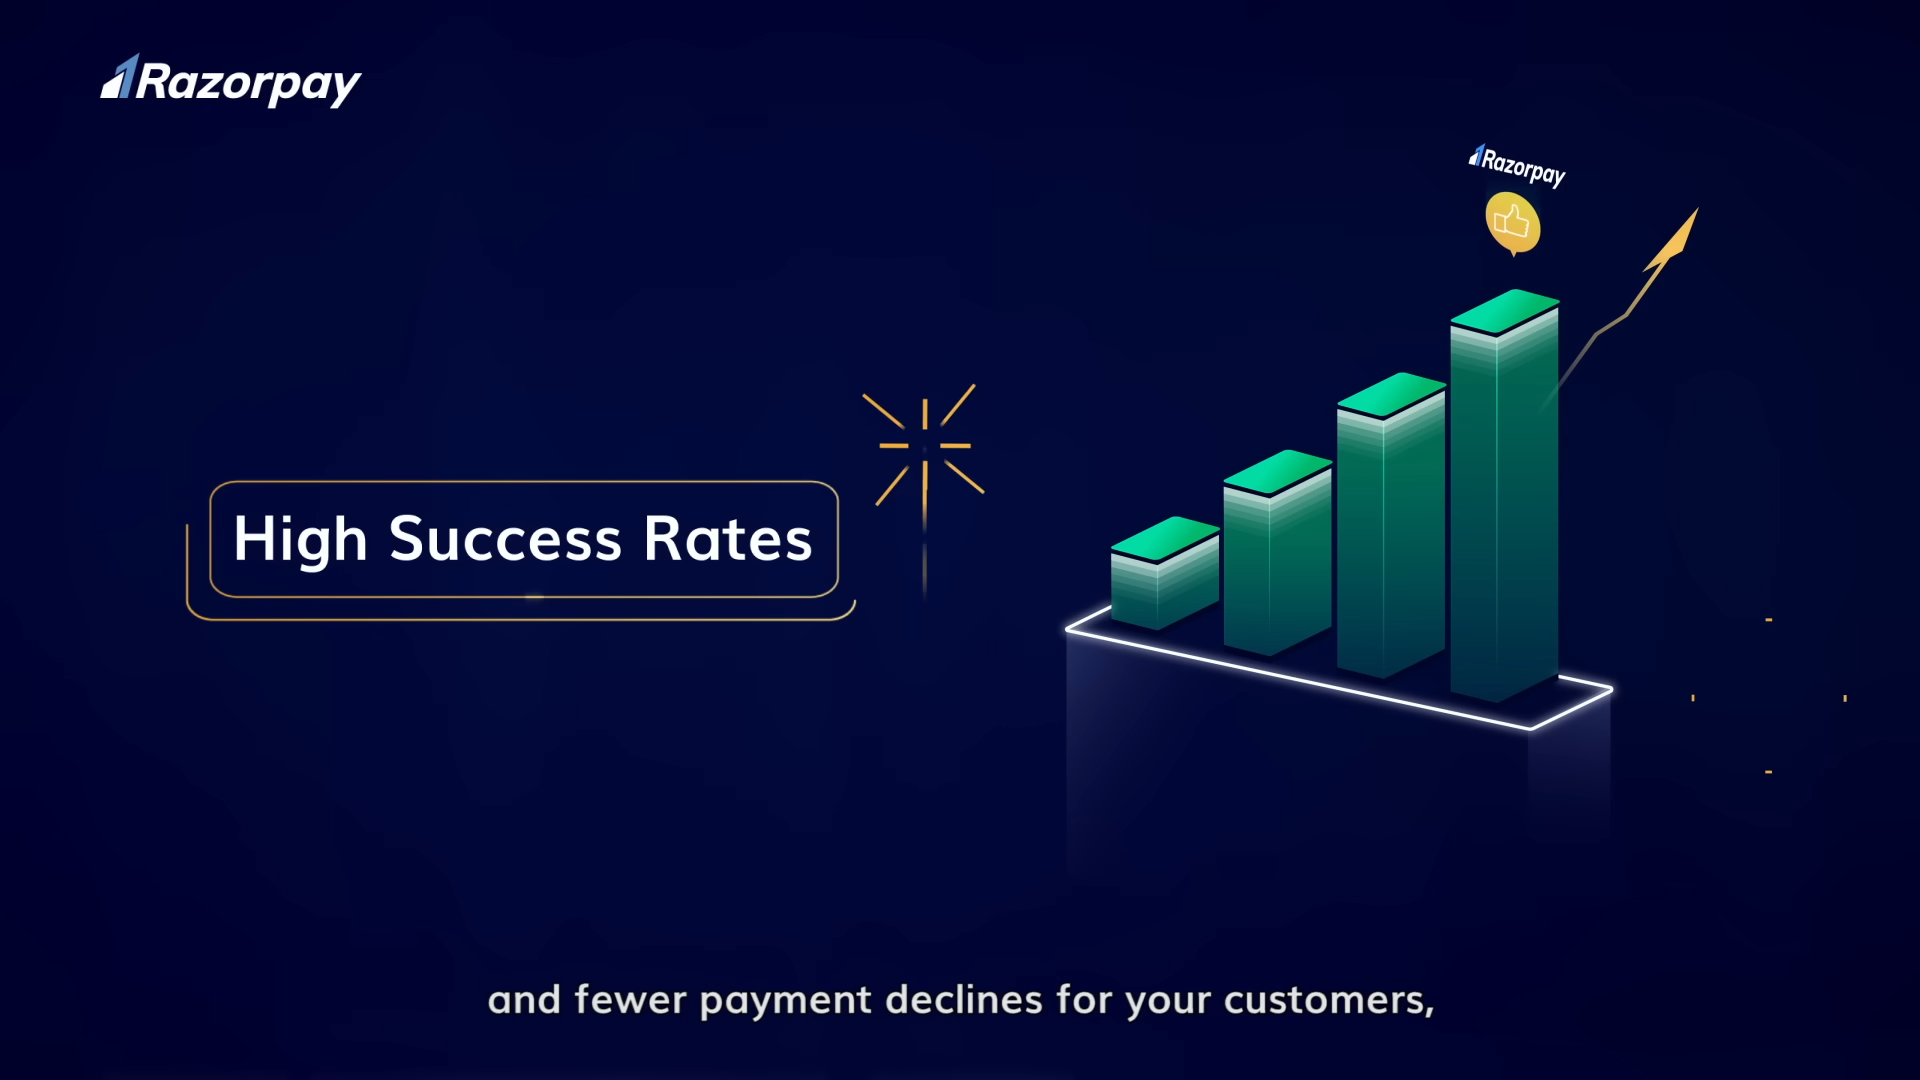 Razorpay
Razorpay
High Success Rates
and fewer payment declines for your customers,